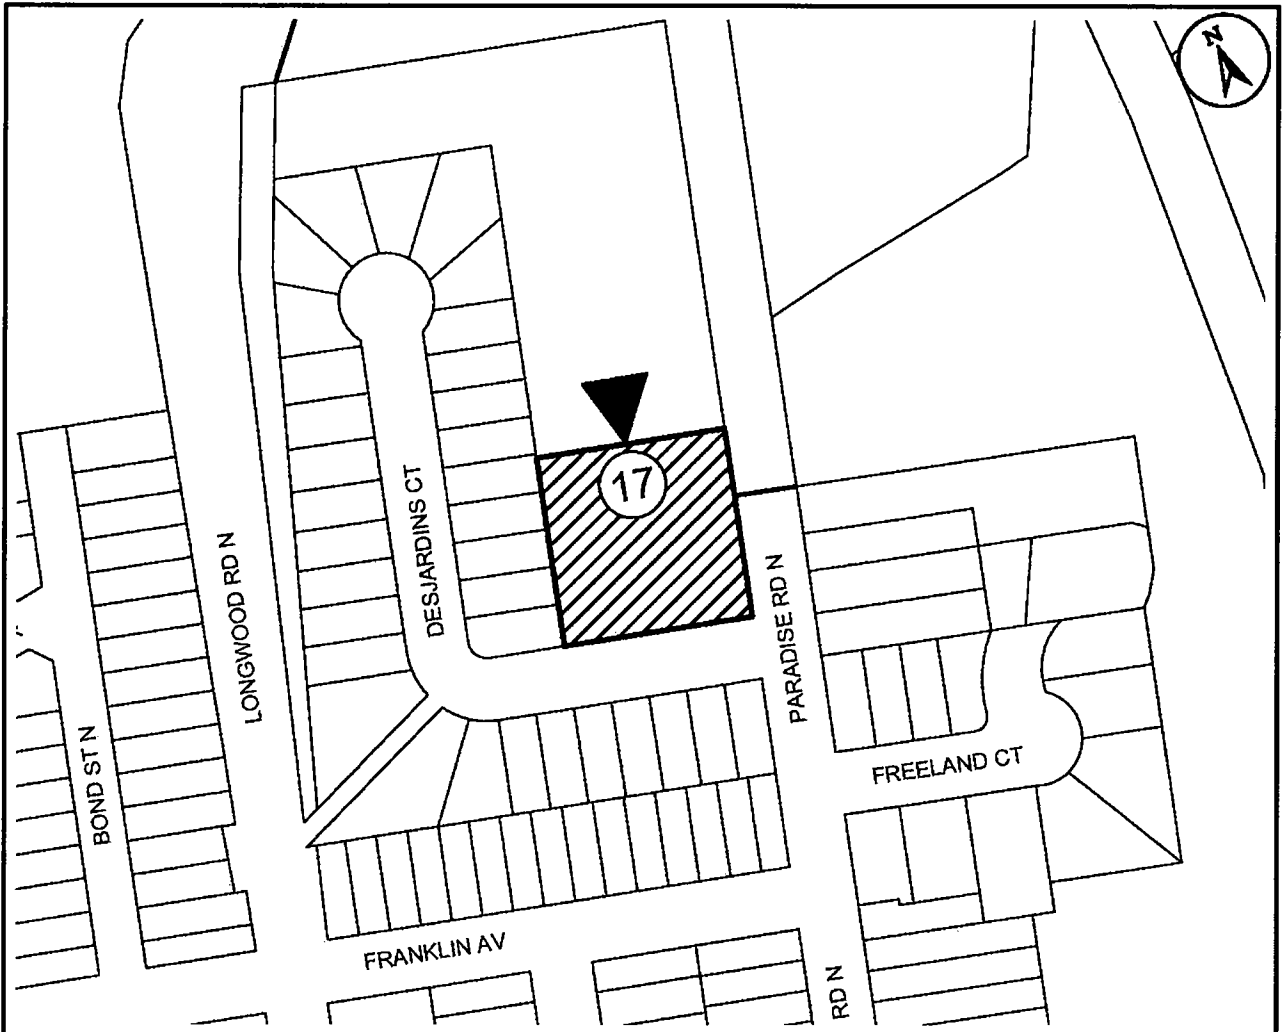 N
17
DESJARDINS CT
LONGWOOD RD N
PARADISE RD N
BOND ST N
FREELAND CT
FRANKLIN AV
RD N